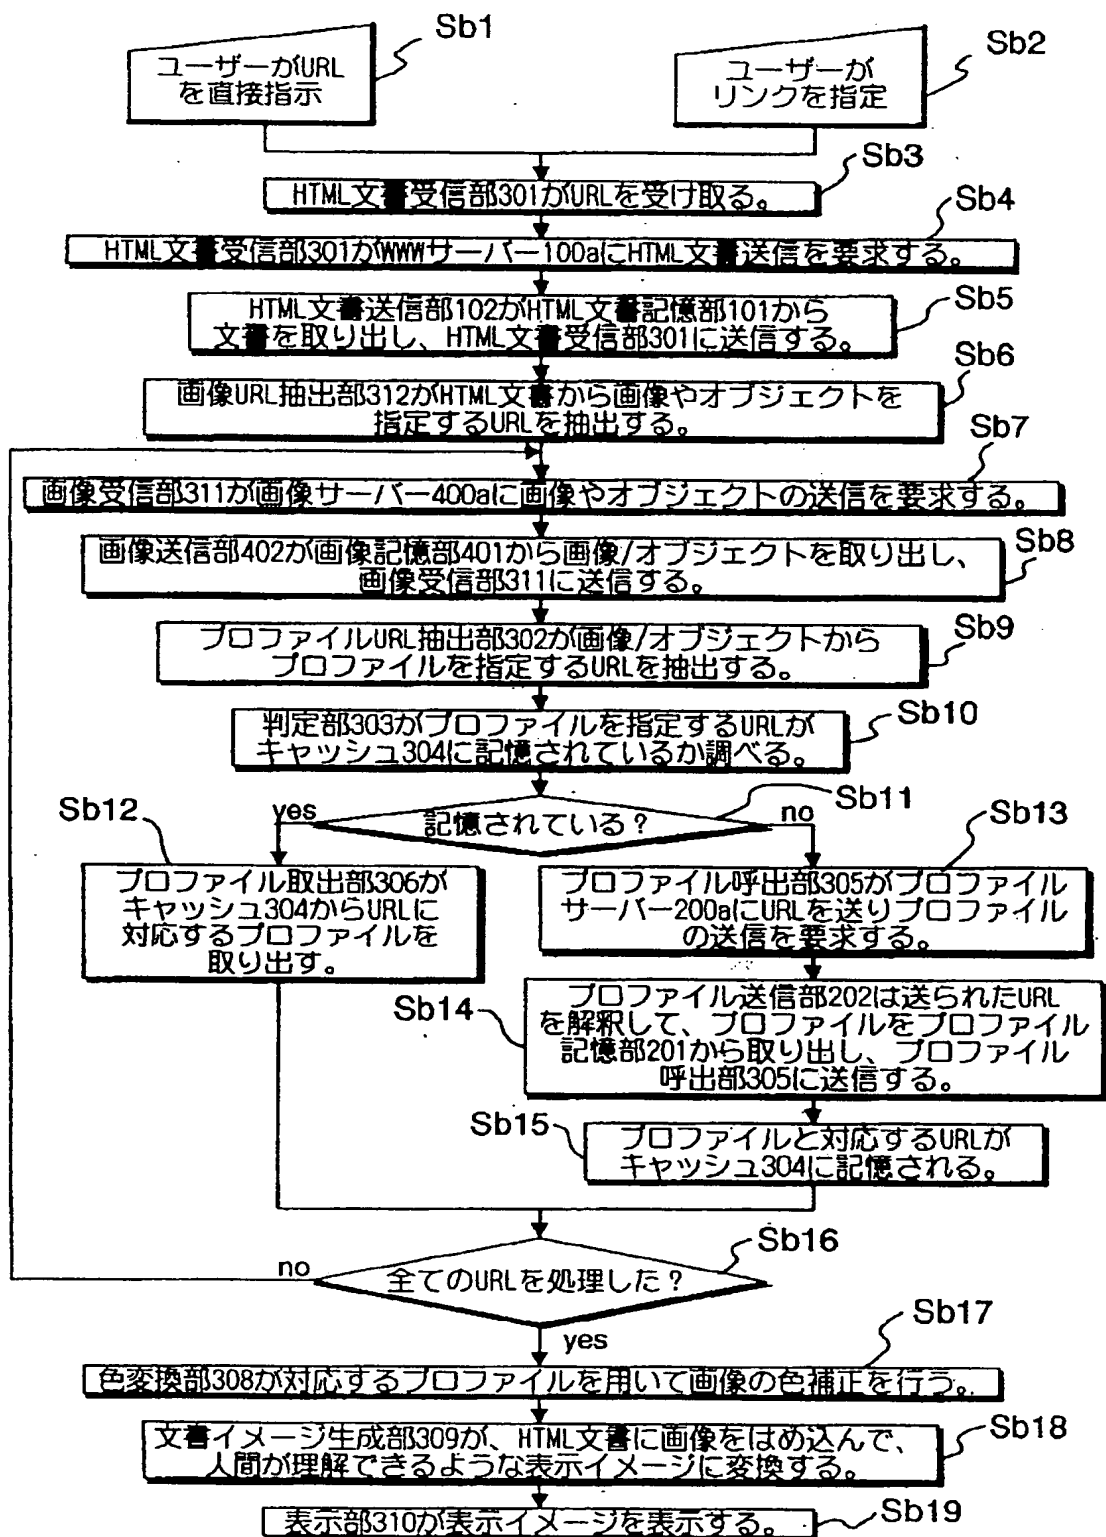 Sb1
ユーザーがURL
を直接指示
Sb2
ユーザーが
リンクを指定
Sb3
HTML文書受信部301がURLを受け取る。
Sb4
HTML文書受信部301がWWWサーバー100aにHTML文書送信を要求する。
Sb5
HTML文書送信部102がHTML文書記憶部101から
文書を取り出し、HTML文書受信部301に送信する。
Sb6
画像URL抽出部312がHTML文書から画像やオブジェクトを
指定するURLを抽出する。
Sb7
画像受信部311が画像サーバー400aに画像やオブジェクトの送信を要求する。
Sb8
画像送信部402が画像記憶部401から画像/オブジェクトを取り出し、
画像受信部311に送信する。
Sb9
プロファイルURL抽出部302が画像/オブジェクトから
プロファイルを指定するURLを抽出する。
Sb10
判定部303がプロファイルを指定するURLが
キャッシュ304に記憶されているか調べる。
Sb11
yes
記憶されている?
no
Sb12
プロファイル取出部306が
キャッシュ304からURLに
対応するプロファイルを
取り出す。
Sb13
プロファイル呼出部305がプロファイル
サーバー200aにURLを送りプロファイル
の送信を要求する。
Sb14
プロファイル送信部202は送られたURL
を解釈して、プロファイルをプロファイル
記憶部201から取り出し、プロファイル
呼出部305に送信する。
Sb15
プロファイルと対応するURLが
キャッシュ304に記憶される。
Sb16
no
全てのURLを処理した?
yes
Sb17
色変換部308が対応するプロファイルを用いて画像の色補正を行う。
Sb18
文書イメージ生成部309が、HTML文書に画像をはめ込んで、
人間が理解できるような表示イメージに変換する。
Sb19
表示部310が表示イメージを表示する。